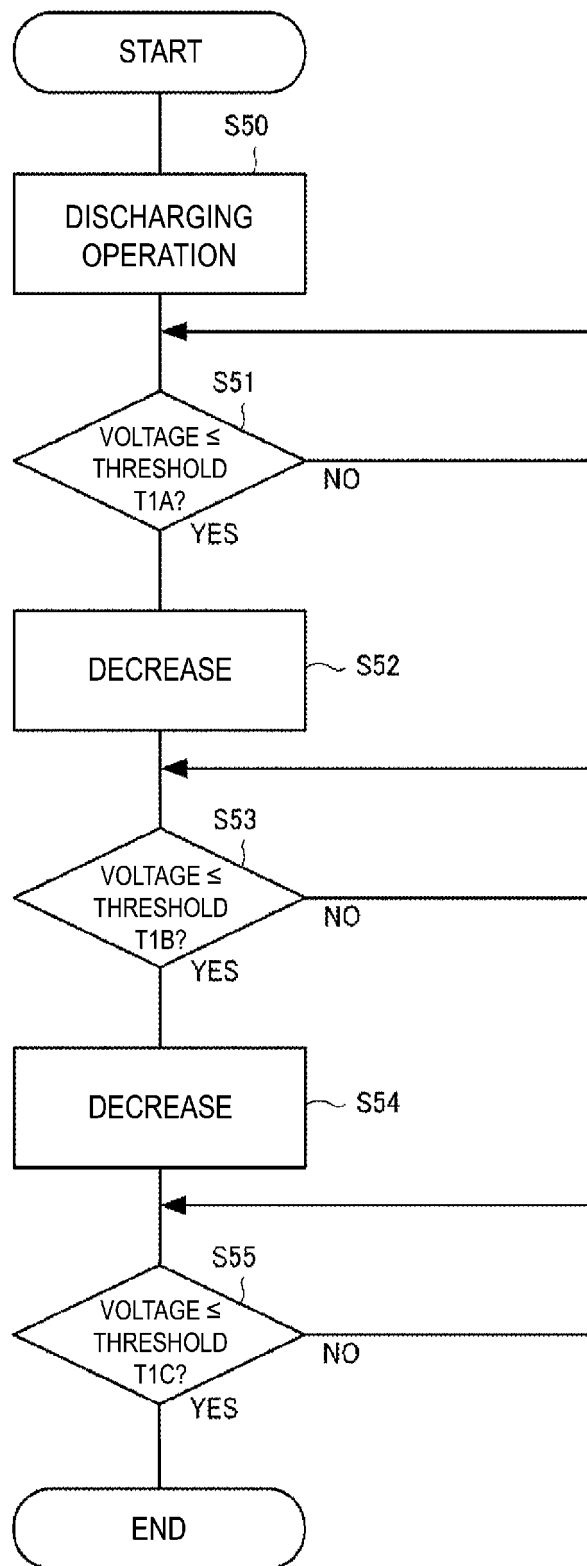 START
S50
DISCHARGING
OPERATION
S51
VOLTAGE ≤
THRESHOLD
T1A?
NO
YES
DECREASE
S52
S53
VOLTAGE ≤
THRESHOLD
T1B?
NO
YES
DECREASE
S54
S55
VOLTAGE ≤
THRESHOLD
T1C?
NO
YES
END